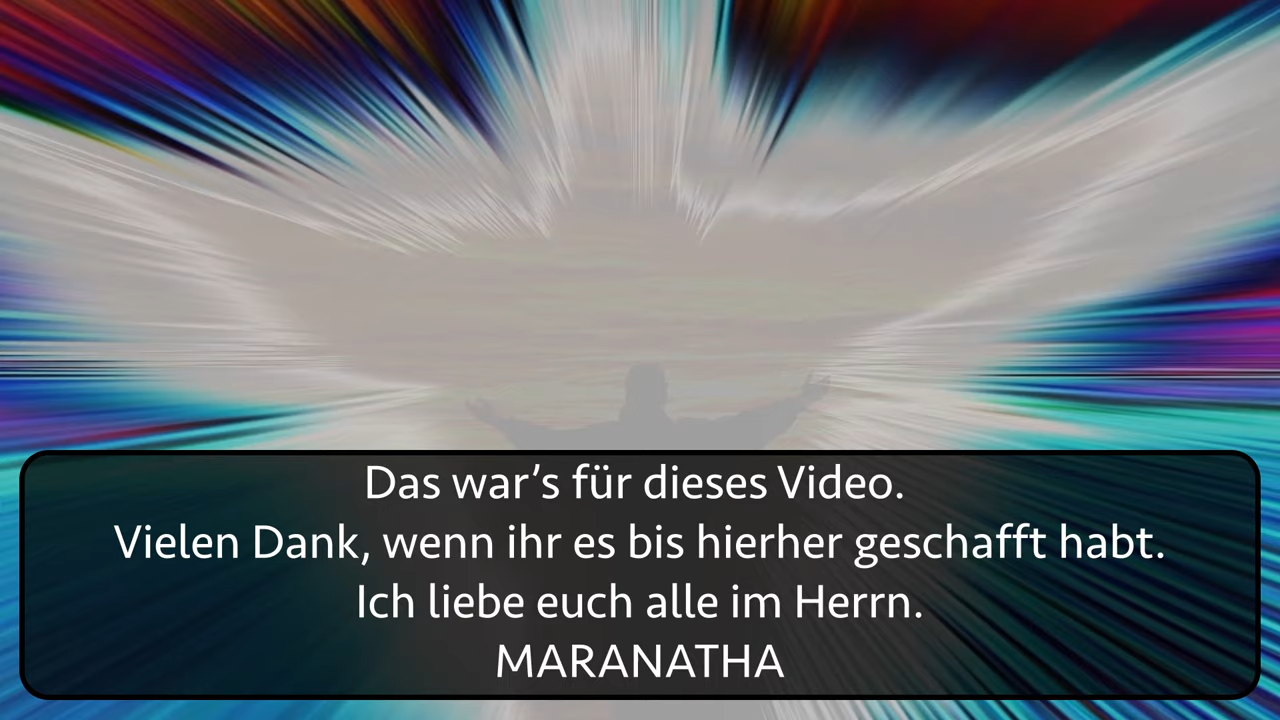 Das war’s für dieses Video.
Vielen Dank, wenn ihr es bis hierher geschafft habt.
Ich liebe euch alle im Herrn.
MARANATHA